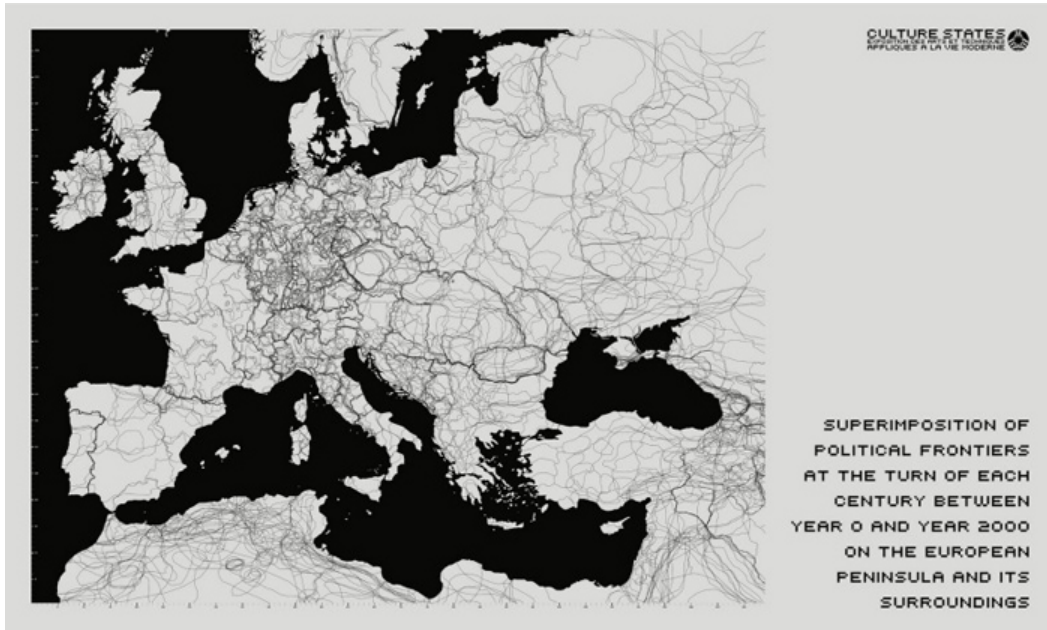 CULTURE STATES
EXPOSITION DES ARTS ET TECHNIQUES
APPLIQUES A LA VIE MODERNE
SUPERIMPOSITION OF
POLITICAL FRONTIERS
AT THE TURN OF EACH
CENTURY BETWEEN
YEAR 0 AND YEAR 2000
ON THE EUROPEAN
PENINSULA AND ITS
SURROUNDINGS